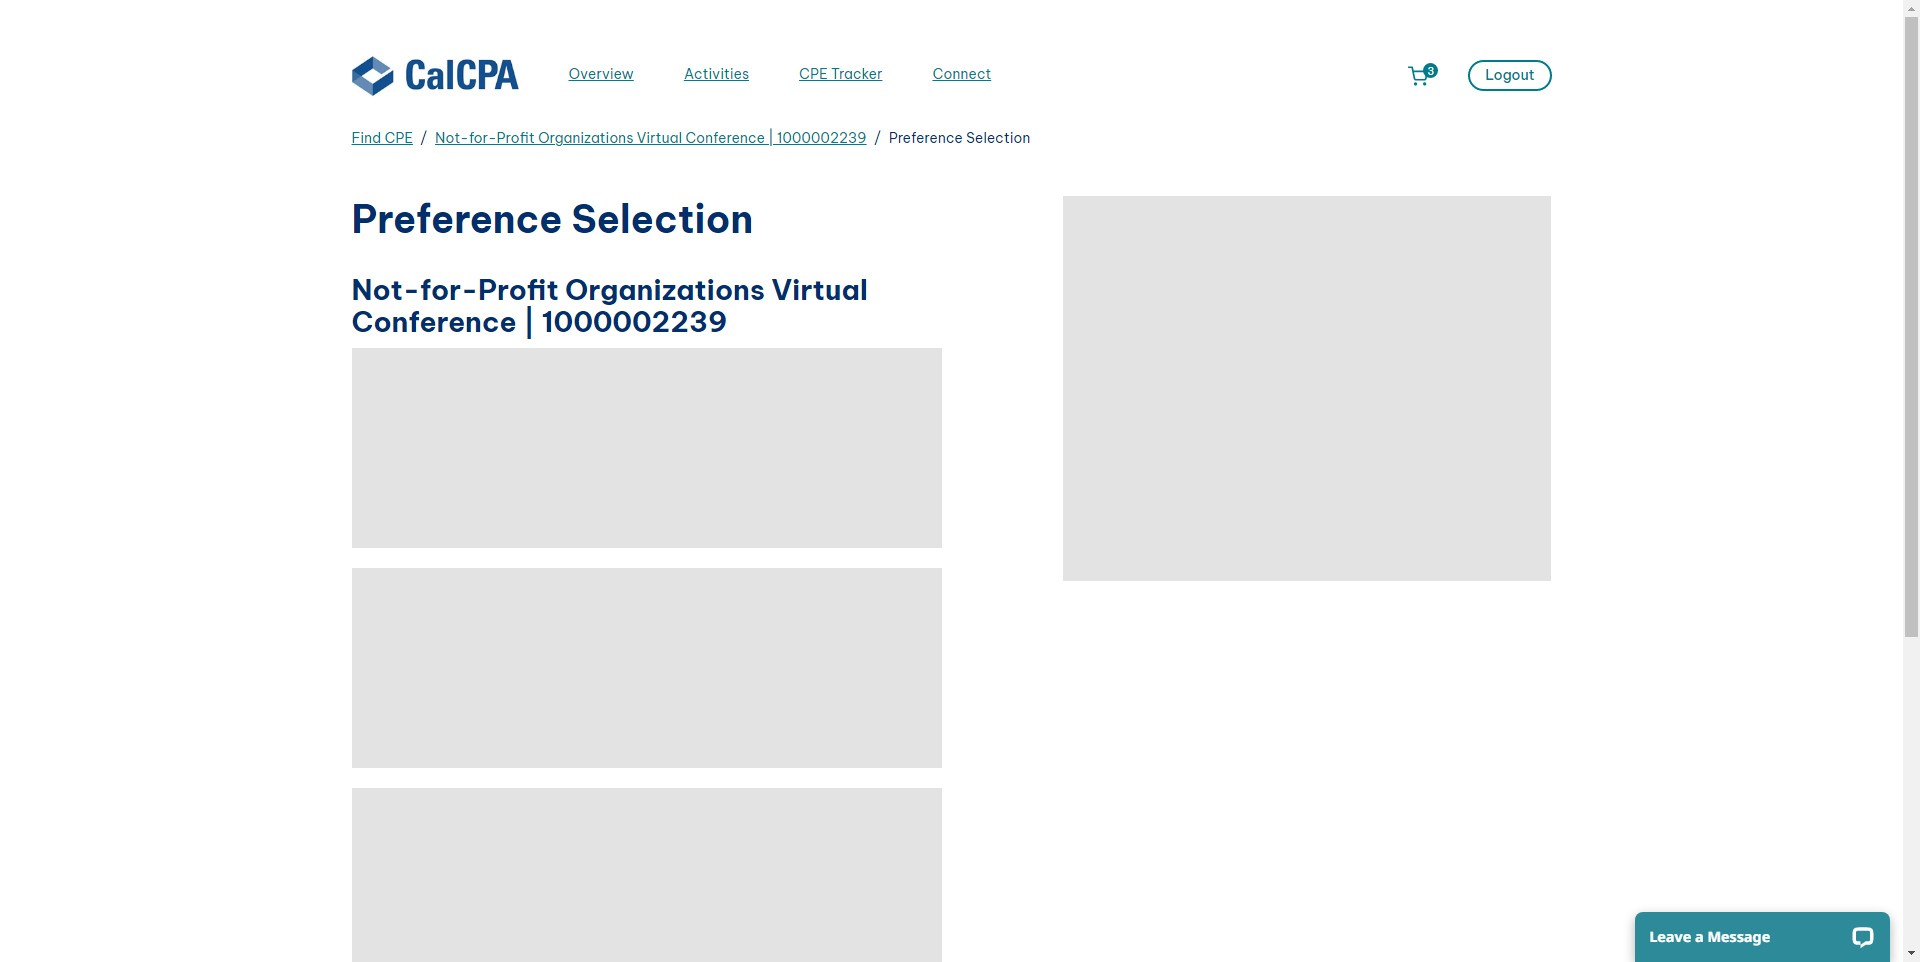 CalCPA
Overview
Activities
CPE Tracker
Connect
3
Logout
Find CPE / Not-for-Profit Organizations Virtual Conference | 1000002239 / Preference Selection
Preference Selection
Not-for-Profit Organizations Virtual
Conference | 1000002239
Leave a Message